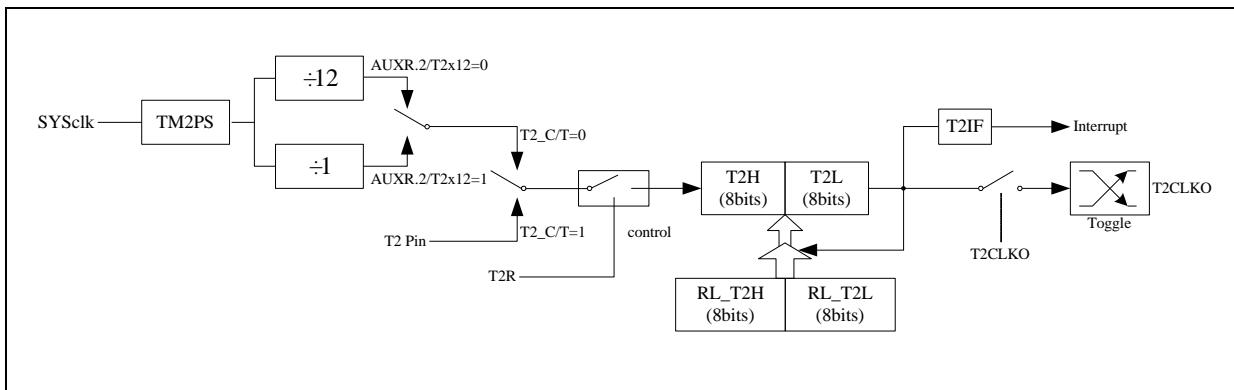 SYSclk
TM2PS
÷12
÷1
AUXR.2/T2x12=0
AUXR.2/T2x12=1
T2_C/T=0
T2_C/T=1
T2 Pin
T2R
control
T2H
(8bits)
T2L
(8bits)
RL_T2H
(8bits)
RL_T2L
(8bits)
T2IF
Interrupt
T2CLKO
Toggle
T2CLKO